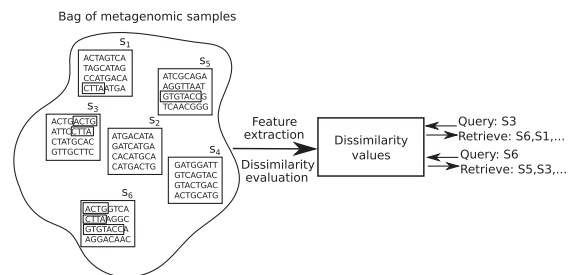 Bag of metagenomic samples
S1
ACTAGTCA
TAGCATAG
CCATGACA
CTTAATGA
S5
ATCGCAGA
AGGTTAAT
GTGTACCG
TCAACGGG
S3
ACTGACTG
ATTCCTTA
CTATGCAC
GTTGCTTC
S2
ATGACATA
GATCATGA
CACATGCA
CATGACTG
S4
GATGGATT
GTCAGTAC
GTACTGAC
ACTGCATG
S6
ACTGGTCA
CTTAAGGC
GTGTACCA
AGGACAAC
Feature
extraction
Dissimilarity
evaluation
Dissimilarity
values
Query: S3
Retrieve: S6,S1,...
Query: S6
Retrieve: S5,S3,...